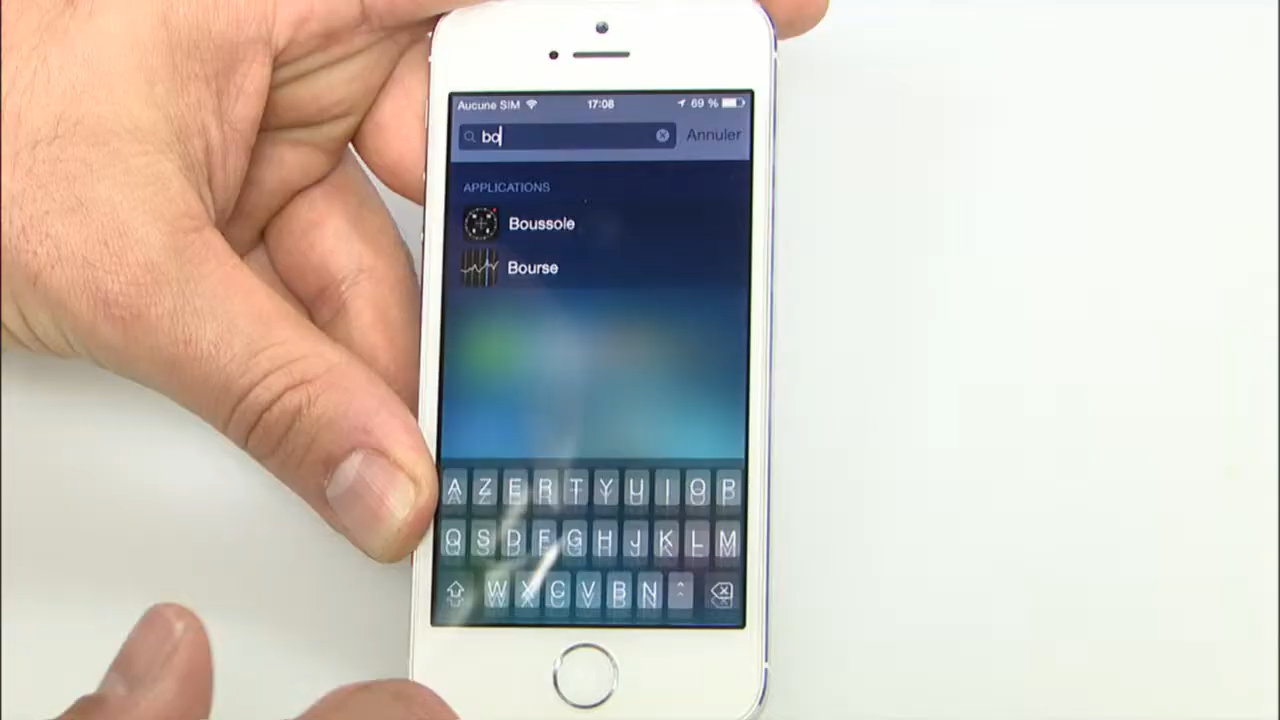 Aucune SIM 17:08 69 %
bo Annuler
APPLICATIONS
Boussole
Bourse
A Z E R T Y U I O P
Q S D F G H J K L M
W X C V B N